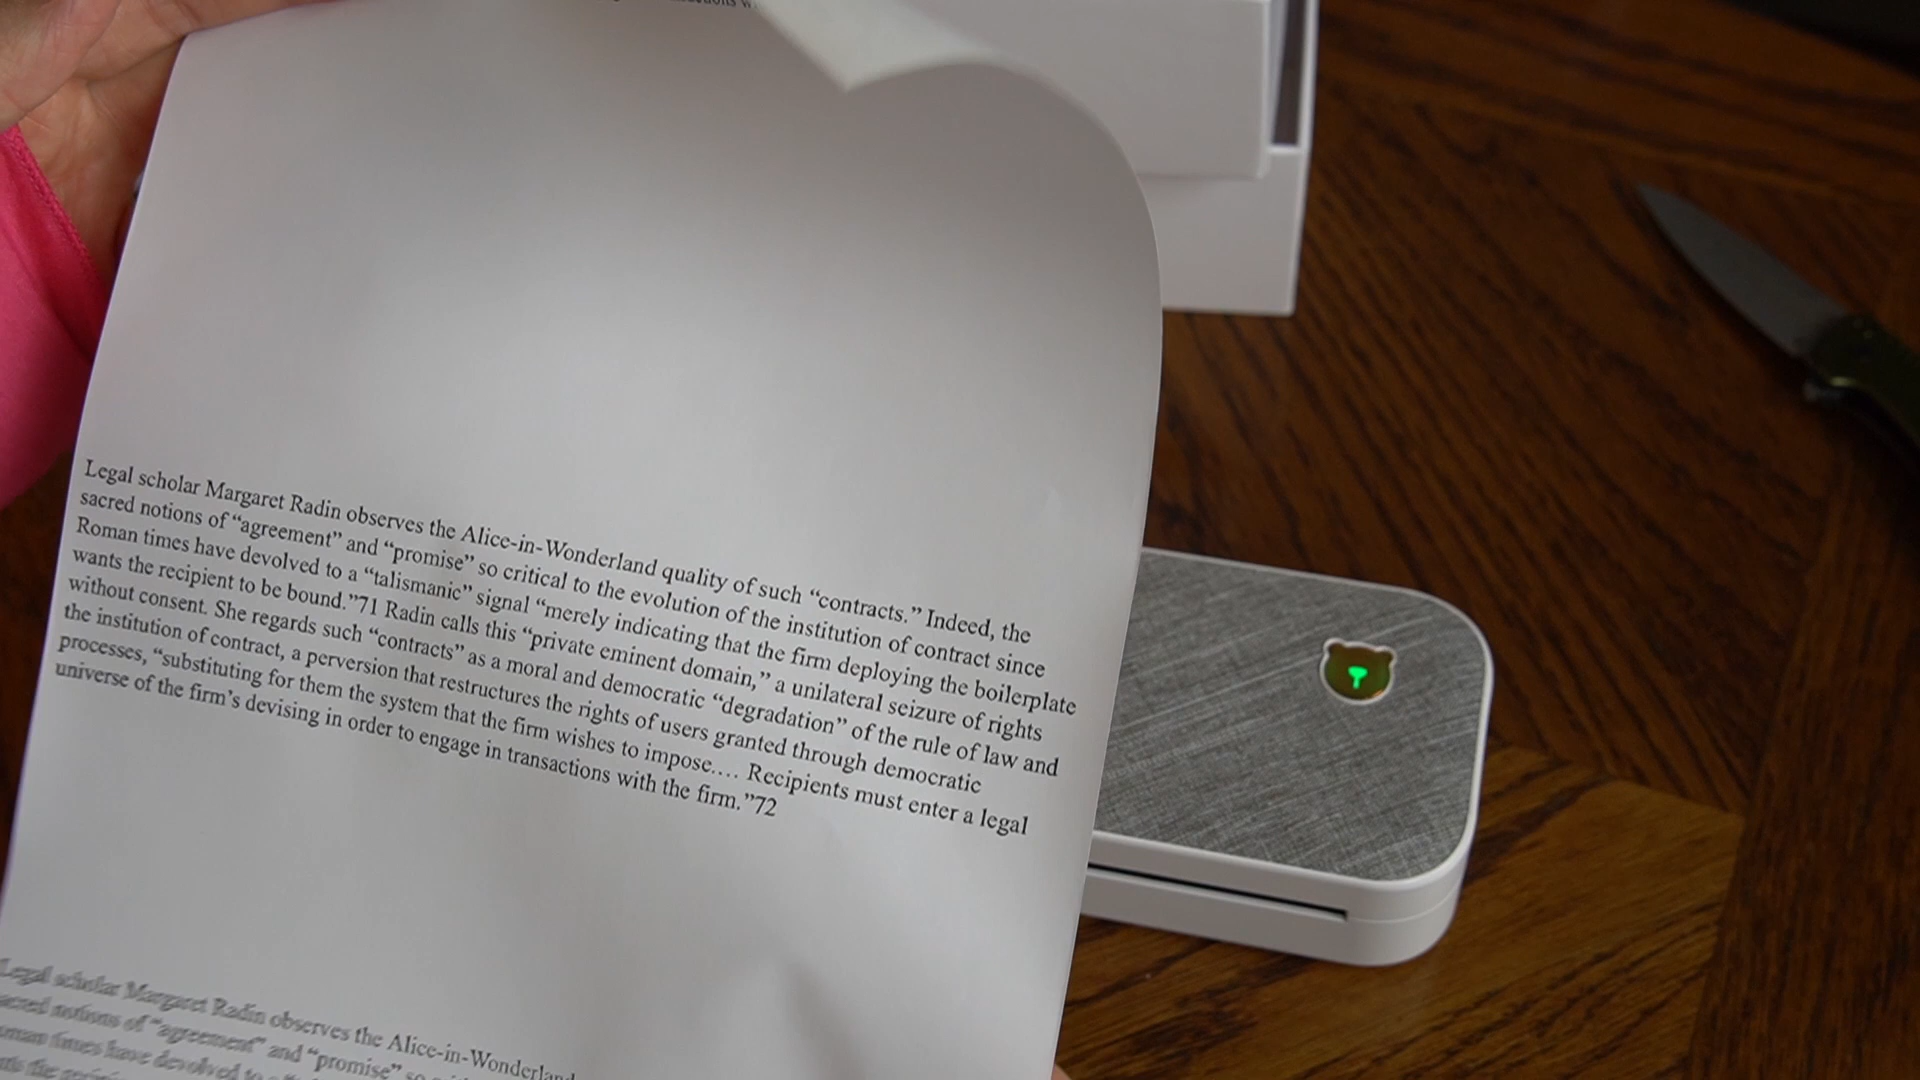 Legal scholar Margaret Radin observes the Alice-in-Wonderland quality of such “contracts.” Indeed, the
sacred notions of “agreement” and “promise” so critical to the evolution of the institution of contract since
Roman times have devolved to a “talismanic” signal “merely indicating that the firm deploying the boilerplate
wants the recipient to be bound.”71 Radin calls this “private eminent domain,” a unilateral seizure of rights
without consent. She regards such “contracts” as a moral and democratic “degradation” of the rule of law and
the institution of contract, a perversion that restructures the rights of users granted through democratic
processes, “substituting for them the system that the firm wishes to impose.… Recipients must enter a legal
universe of the firm’s devising in order to engage in transactions with the firm.”72
Legal scholar Margaret Radin observes the Alice-in-Wonderland
sacred notions of “agreement” and “promise” so
times have devolved to a